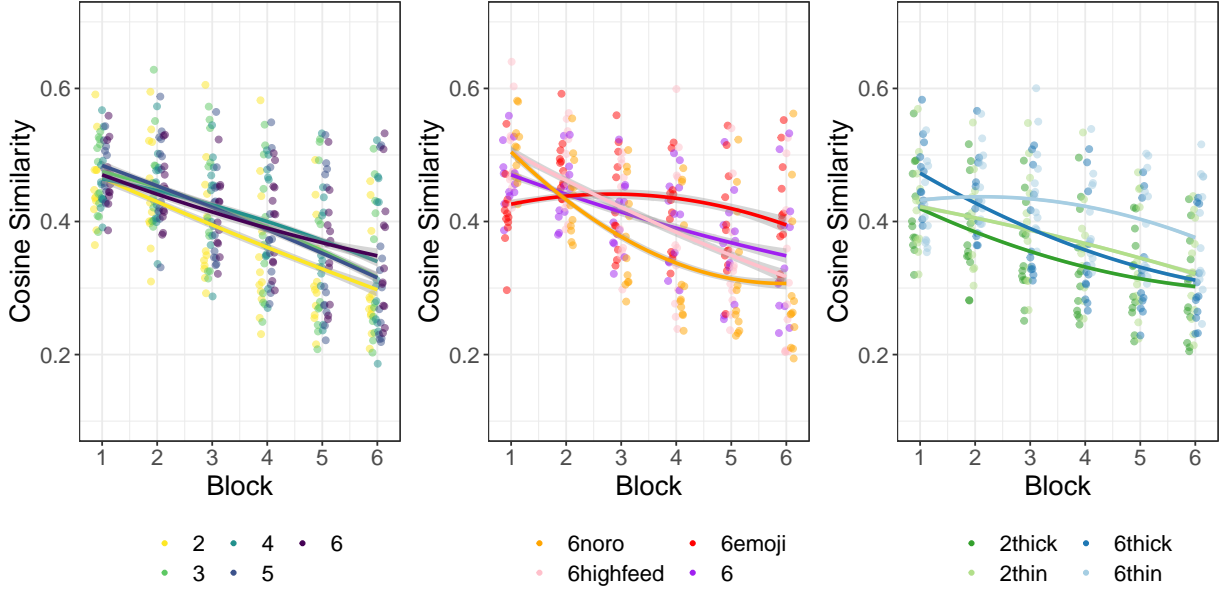 0.6
0.4
0.2
Cosine Similarity
1 2 3 4 5 6
Block
2 4 6
3 5
0.6
0.4
0.2
Cosine Similarity
1 2 3 4 5 6
Block
6noro 6emoji
6highfeed 6
0.6
0.4
0.2
Cosine Similarity
1 2 3 4 5 6
Block
2thick 6thick
2thin 6thin